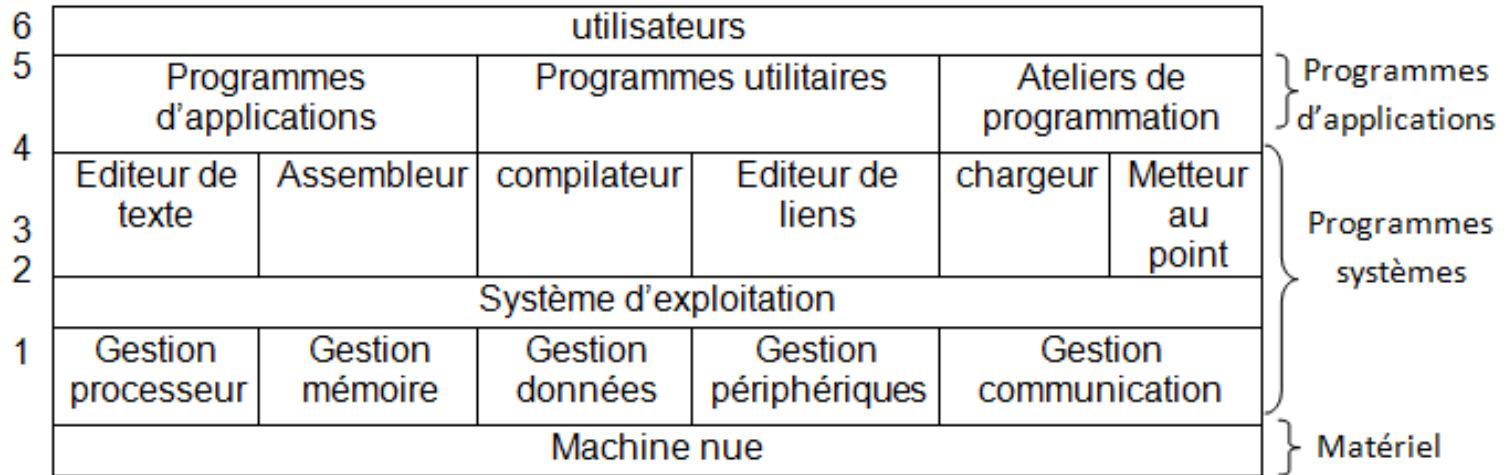 6
utilisateurs
5
Programmes d'applications
Programmes utilitaires
Ateliers de programmation
Programmes d'applications
4
Editeur de texte
Assembleur
compilateur
Editeur de liens
chargeur
Metteur au point
3
2
Programmes systèmes
Système d'exploitation
1
Gestion processeur
Gestion mémoire
Gestion données
Gestion périphériques
Gestion communication
Machine nue
Matériel